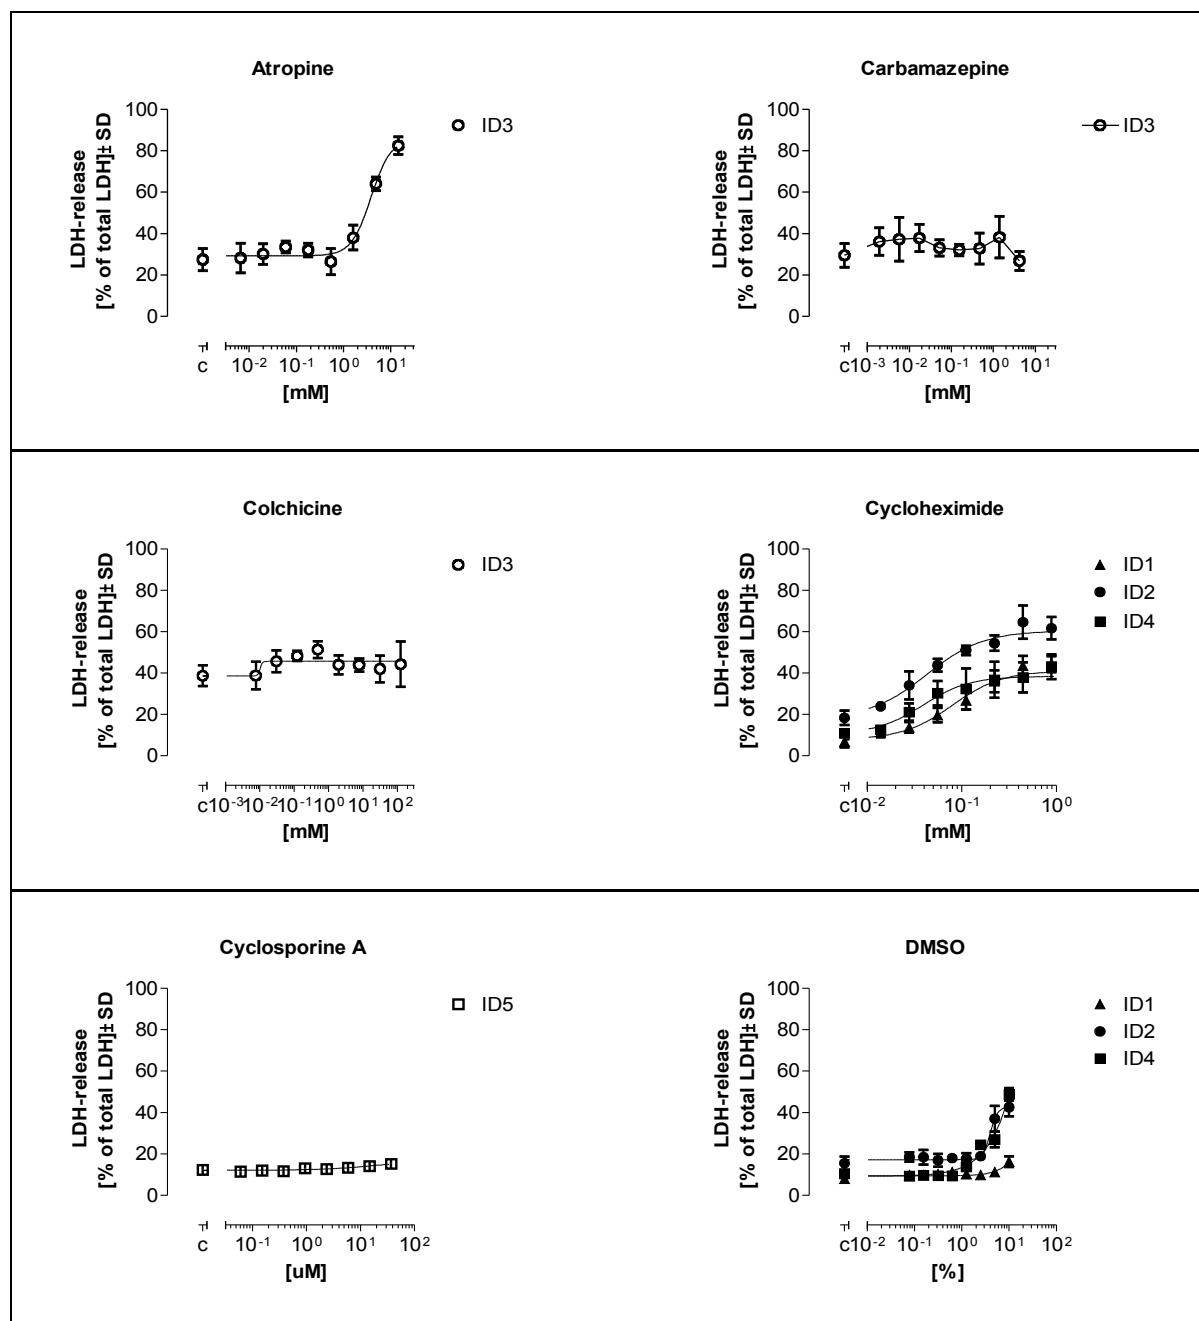 Atropine
LDH-release
[% of total LDH]± SD
100
80
60
40
20
0
c 10-2 10-1 100 101
[mM]
ID3
Carbamazepine
LDH-release
[% of total LDH]± SD
100
80
60
40
20
0
c10-3 10-2 10-1 100 101
[mM]
ID3
Colchicine
LDH-release
[% of total LDH]± SD
100
80
60
40
20
0
c10-3 10-2 10-1 100 101 102
[mM]
ID3
Cycloheximide
LDH-release
[% of total LDH]± SD
100
80
60
40
20
0
c10-2 10-1 100
[mM]
ID1
ID2
ID4
Cyclosporine A
LDH-release
[% of total LDH]± SD
100
80
60
40
20
0
c 10-1 100 101 102
[uM]
ID5
DMSO
LDH-release
[% of total LDH]± SD
100
80
60
40
20
0
c10-2 10-1 100 101 102
[%]
ID1
ID2
ID4